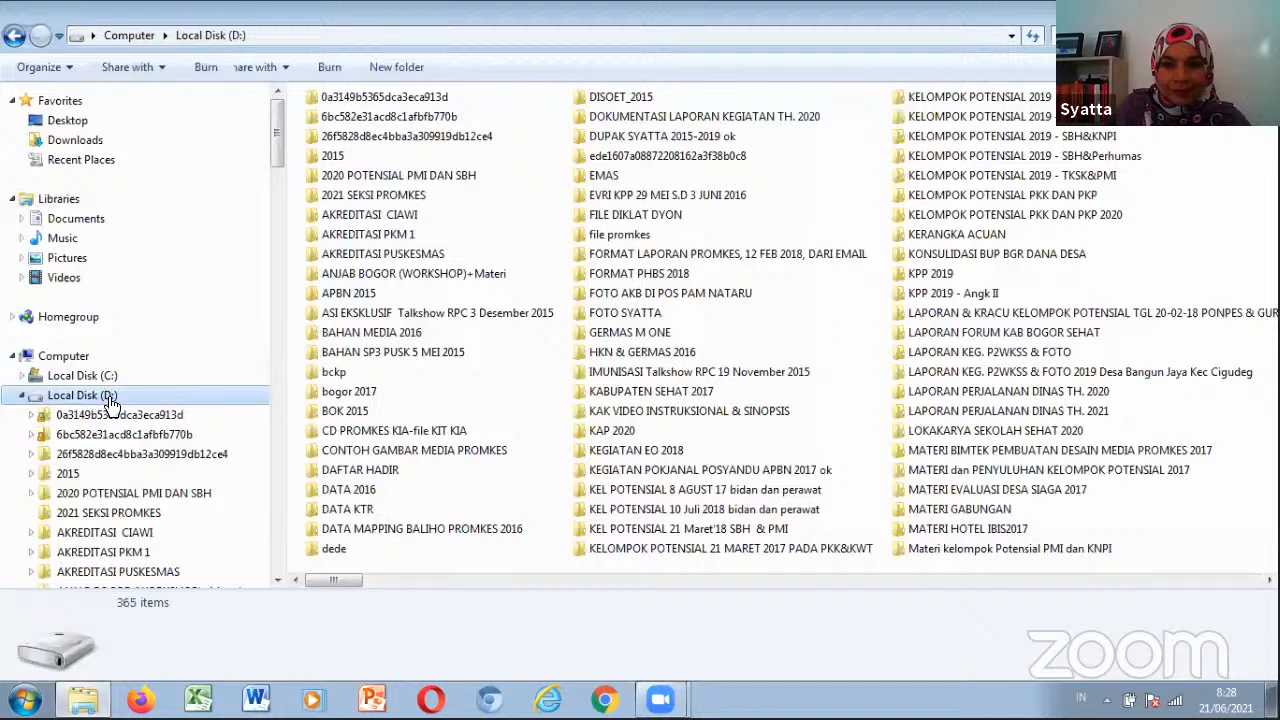 Computer
Local Disk (D:)
Organize
Share with
Burn
are with
Burn
New folder
Syatta
Favorites
Desktop
Downloads
Recent Places
Libraries
Documents
Music
Pictures
Videos
Homegroup
Computer
Local Disk (C:)
Local Disk (D:)
6bc582e31acd8c1afbfb770b
26f5828d8ec4bba3a309919db12ce4
2015
2020 POTENSIAL PMI DAN SBH
2021 SEKSI PROMKES
AKREDITASI CIAWI
AKREDITASI PKM 1
AKREDITASI PUSKESMAS
0a3149b5365dca3eca913d
6bc582e31acd8c1afbfb770b
26f5828d8ec4bba3a309919db12ce4
2015
2020 POTENSIAL PMI DAN SBH
2021 SEKSI PROMKES
AKREDITASI CIAWI
AKREDITASI PKM 1
AKREDITASI PUSKESMAS
ANJAB BOGOR (WORKSHOP)+Materi
APBN 2015
ASI EKSKLUSIF Talkshow RPC 3 Desember 2015
BAHAN MEDIA 2016
BAHAN SP3 PUSK 5 MEI 2015
bckp
bogor 2017
BOK 2015
CD PROMKES KIA-file KIT KIA
CONTOH GAMBAR MEDIA PROMKES
DAFTAR HADIR
DATA 2016
DATA KTR
DATA MAPPING BALIHO PROMKES 2016
dede
DISOET_2015
DOKUMENTASI LAPORAN KEGIATAN TH. 2020
DUPAK SYATTA 2015-2019 ok
ede1607a08872208162a3f38b0c8
EMAS
EVRI KPP 29 MEI S.D 3 JUNI 2016
FILE DIKLAT DYON
file promkes
FORMAT LAPORAN PROMKES, 12 FEB 2018, DARI EMAIL
FORMAT PHBS 2018
FOTO AKB DI POS PAM NATARU
FOTO SYATTA
GERMAS M ONE
HKN & GERMAS 2016
IMUNISASI Talkshow RPC 19 November 2015
KABUPATEN SEHAT 2017
KAK VIDEO INSTRUKSIONAL & SINOPSIS
KAP 2020
KEGIATAN EO 2018
KEGIATAN POKJANAL POSYANDU APBN 2017 ok
KEL POTENSIAL 8 AGUST 17 bidan dan perawat
KEL POTENSIAL 10 Juli 2018 bidan dan perawat
KEL POTENSIAL 21 Maret'18 SBH & PMI
KELOMPOK POTENSIAL 21 MARET 2017 PADA PKK&KWT
KELOMPOK POTENSIAL 2019
KELOMPOK POTENSIAL 2019
KELOMPOK POTENSIAL 2019 - SBH&KNPI
KELOMPOK POTENSIAL 2019 - SBH&Perhumas
KELOMPOK POTENSIAL 2019 - TKSK&PMI
KELOMPOK POTENSIAL PKK DAN PKP
KELOMPOK POTENSIAL PKK DAN PKP 2020
KERANGKA ACUAN
KONSULIDASI BUP BGR DANA DESA
KPP 2019
KPP 2019 - Angk II
LAPORAN & KRACU KELOMPOK POTENSIAL TGL 20-02-18 PONPES & GUR
LAPORAN FORUM KAB BOGOR SEHAT
LAPORAN KEG. P2WKSS & FOTO
LAPORAN KEG. P2WKSS & FOTO 2019 Desa Bangun Jaya Kec Cigudeg
LAPORAN PERJALANAN DINAS TH. 2020
LAPORAN PERJALANAN DINAS TH. 2021
LOKAKARYA SEKOLAH SEHAT 2020
MATERI BIMTEK PEMBUATAN DESAIN MEDIA PROMKES 2017
MATERI dan PENYULUHAN KELOMPOK POTENSIAL 2017
MATERI EVALUASI DESA SIAGA 2017
MATERI GABUNGAN
MATERI HOTEL IBIS2017
Materi kelompok Potensial PMI dan KNPI
365 items
zoom
IN
8:28
21/06/2021